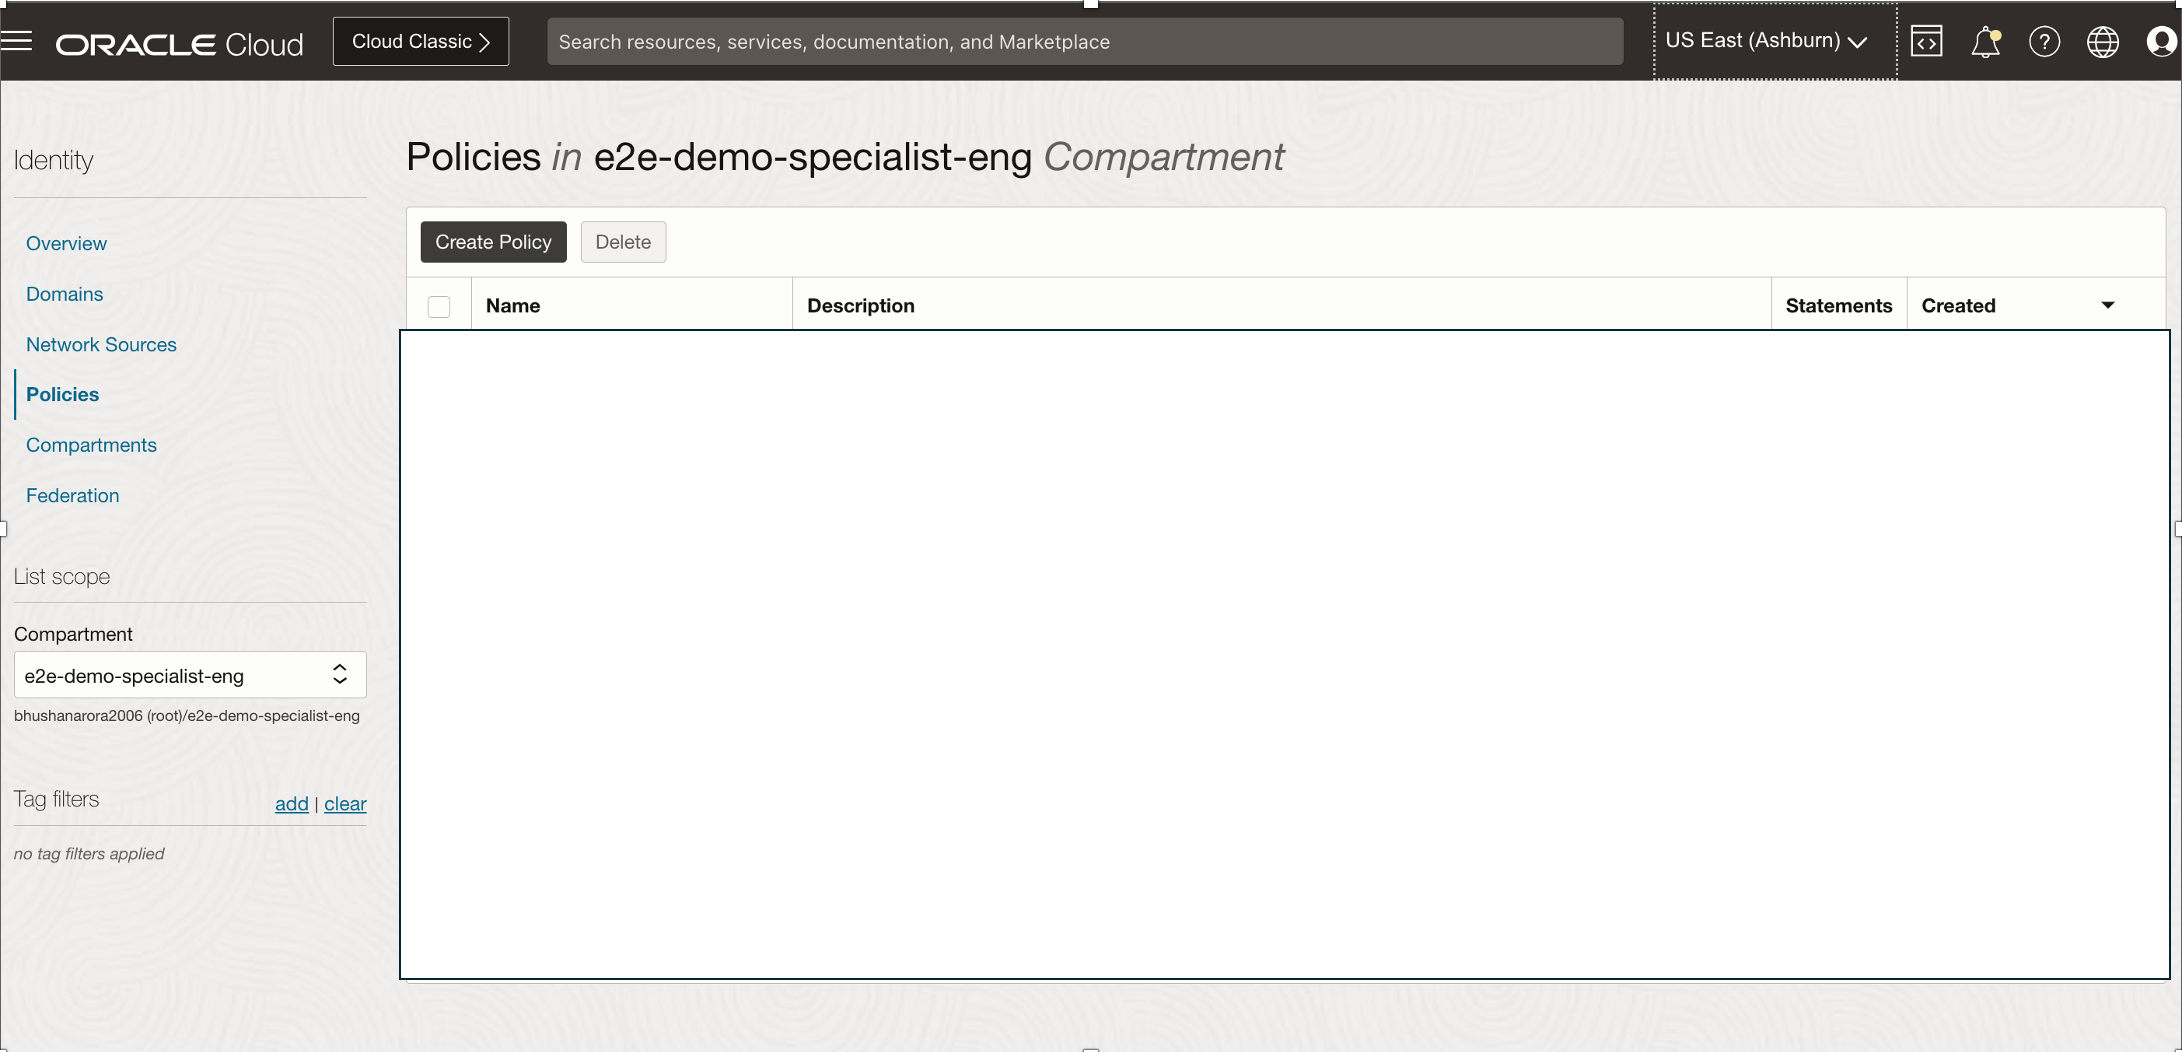 ORACLE Cloud
Cloud Classic
Search resources, services, documentation, and Marketplace
US East (Ashburn)
Identity
Overview
Domains
Network Sources
Policies
Compartments
Federation
List scope
Compartment
e2e-demo-specialist-eng
bhushanarora2006 (root)/e2e-demo-specialist-eng
Tag filters
add | clear
no tag filters applied
Policies in e2e-demo-specialist-eng Compartment
Create Policy Delete
Name Description Statements Created